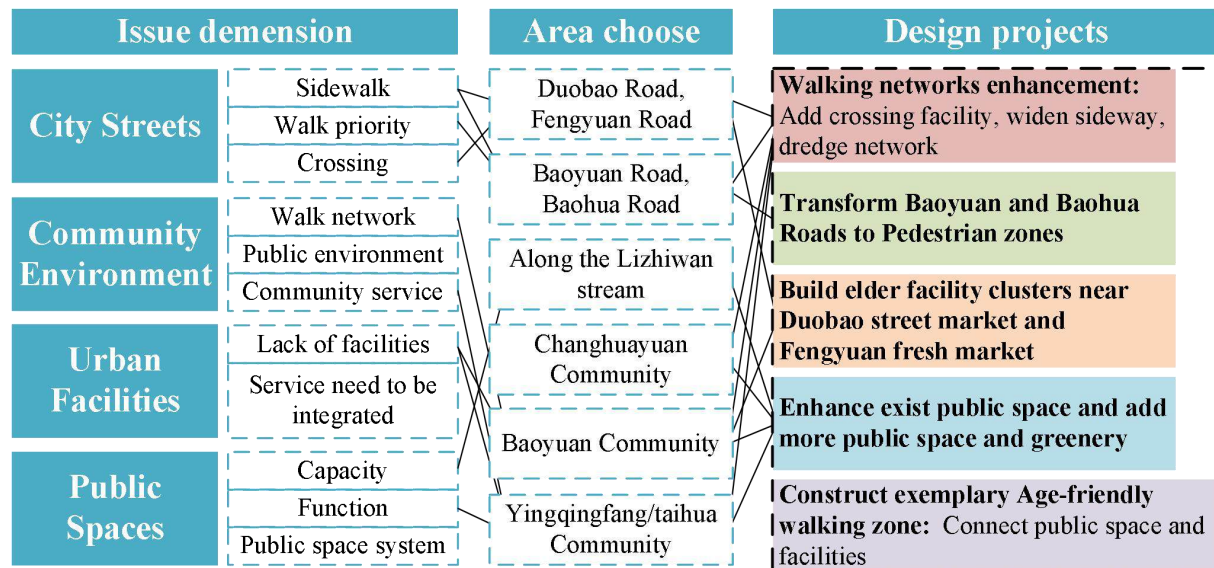 Issue demension
Area choose
Design projects
City Streets
Sidewalk
Walk priority
Crossing
Community
Environment
Walk network
Public environment
Community service
Urban
Facilities
Lack of facilities
Service need to be
integrated
Public
Spaces
Capacity
Function
Public space system
Duobao Road,
Fengyuan Road
Baoyuan Road,
Baohua Road
Along the Lizhiwan
stream
Changhuayuan
Community
Baoyuan Community
Yingqingfang/taihua
Community
Walking networks enhancement:
Add crossing facility, widen sideway,
dredge network
Transform Baoyuan and Baohua
Roads to Pedestrian zones
Build elder facility clusters near
Duobao street market and
Fengyuan fresh market
Enhance exist public space and add
more public space and greenery
Construct exemplary Age-friendly
walking zone: Connect public space and
facilities